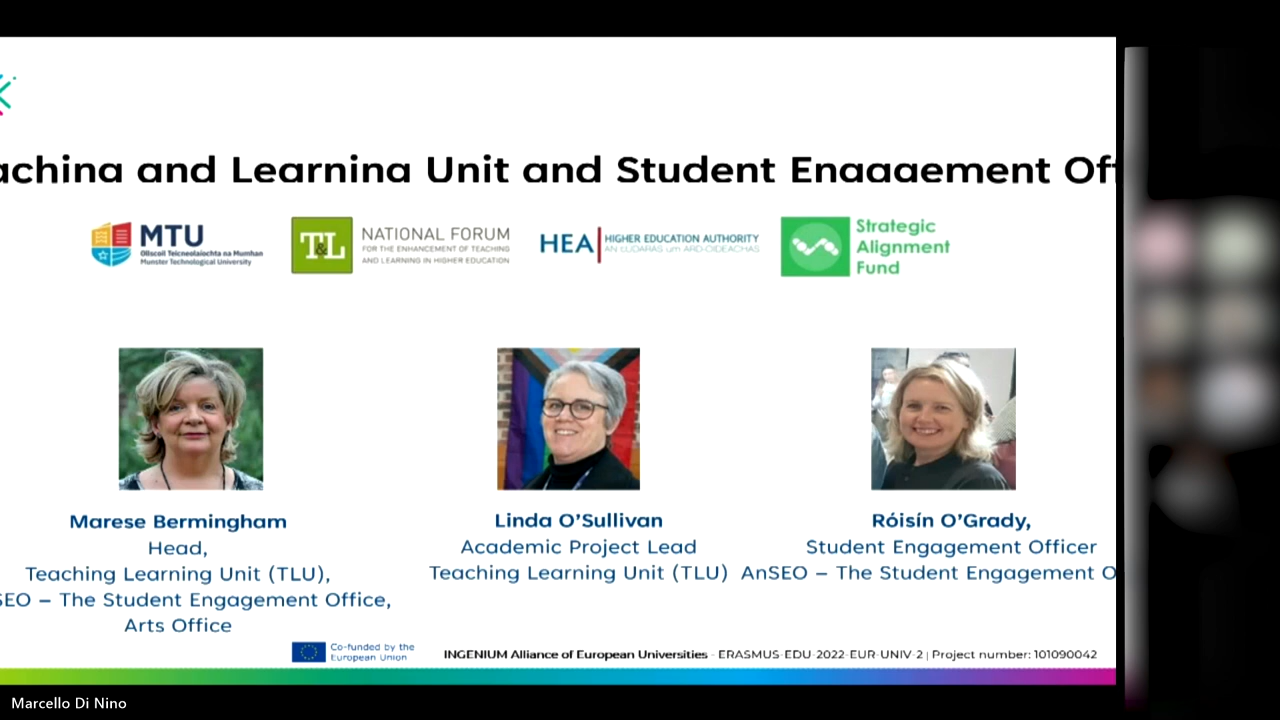 aching and Learning Unit and Student Engagement Off
MTU
Ollscoil Teicneolaíochta na Mumhan
Munster Technological University
T&L
NATIONAL FORUM
FOR THE ENHANCEMENT OF TEACHING
AND LEARNING IN HIGHER EDUCATION
HEA
HIGHER EDUCATION AUTHORITY
AN tÚDARÁS um ARD-OIDEACHAS
Strategic
Alignment
Fund
Marese Bermingham
Head,
Teaching Learning Unit (TLU),
SEO – The Student Engagement Office,
Arts Office
Linda O'Sullivan
Academic Project Lead
Teaching Learning Unit (TLU)
Róisín O'Grady,
Student Engagement Officer
AnSEO – The Student Engagement O
Co-funded by the
European Union
INGENIUM Alliance of European Universities - ERASMUS-EDU-2022-EUR-UNIV-2 | Project number: 101090042
Marcello Di Nino